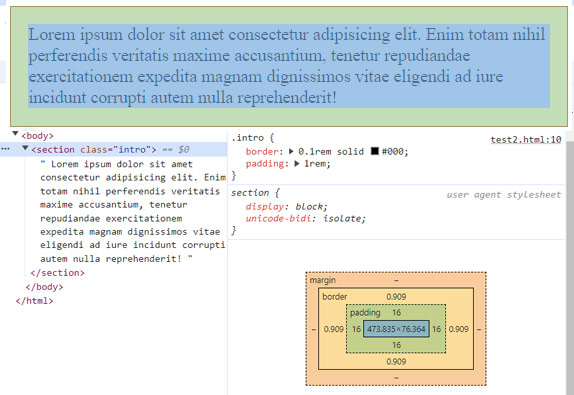 Lorem ipsum dolor sit amet consectetur adipisicing elit. Enim totam nihil
perferendis veritatis maxime accusantium, tenetur repudiandae
exercitationem expedita magnam dignissimos vitae eligendi ad iure
incidunt corrupti autem nulla reprehenderit!
<body>
<section class="intro"> == $0
" Lorem ipsum dolor sit amet
consectetur adipisicing elit. Enim
totam nihil perferendis veritatis
maxime accusantium, tenetur
repudiandae exercitationem
expedita magnam dignissimos vitae
eligendi ad iure incidunt corrupti
autem nulla reprehenderit! "
</section>
</body>
</html>
.intro { test2.html:10
border: 0.1rem solid #000;
padding: 1rem;
}
section { user agent stylesheet
display: block;
unicode-bidi: isolate;
}
margin –
border 0.909
padding 16
– 0.909 16 473.835×76.364 16 0.909 –
16
0.909
–